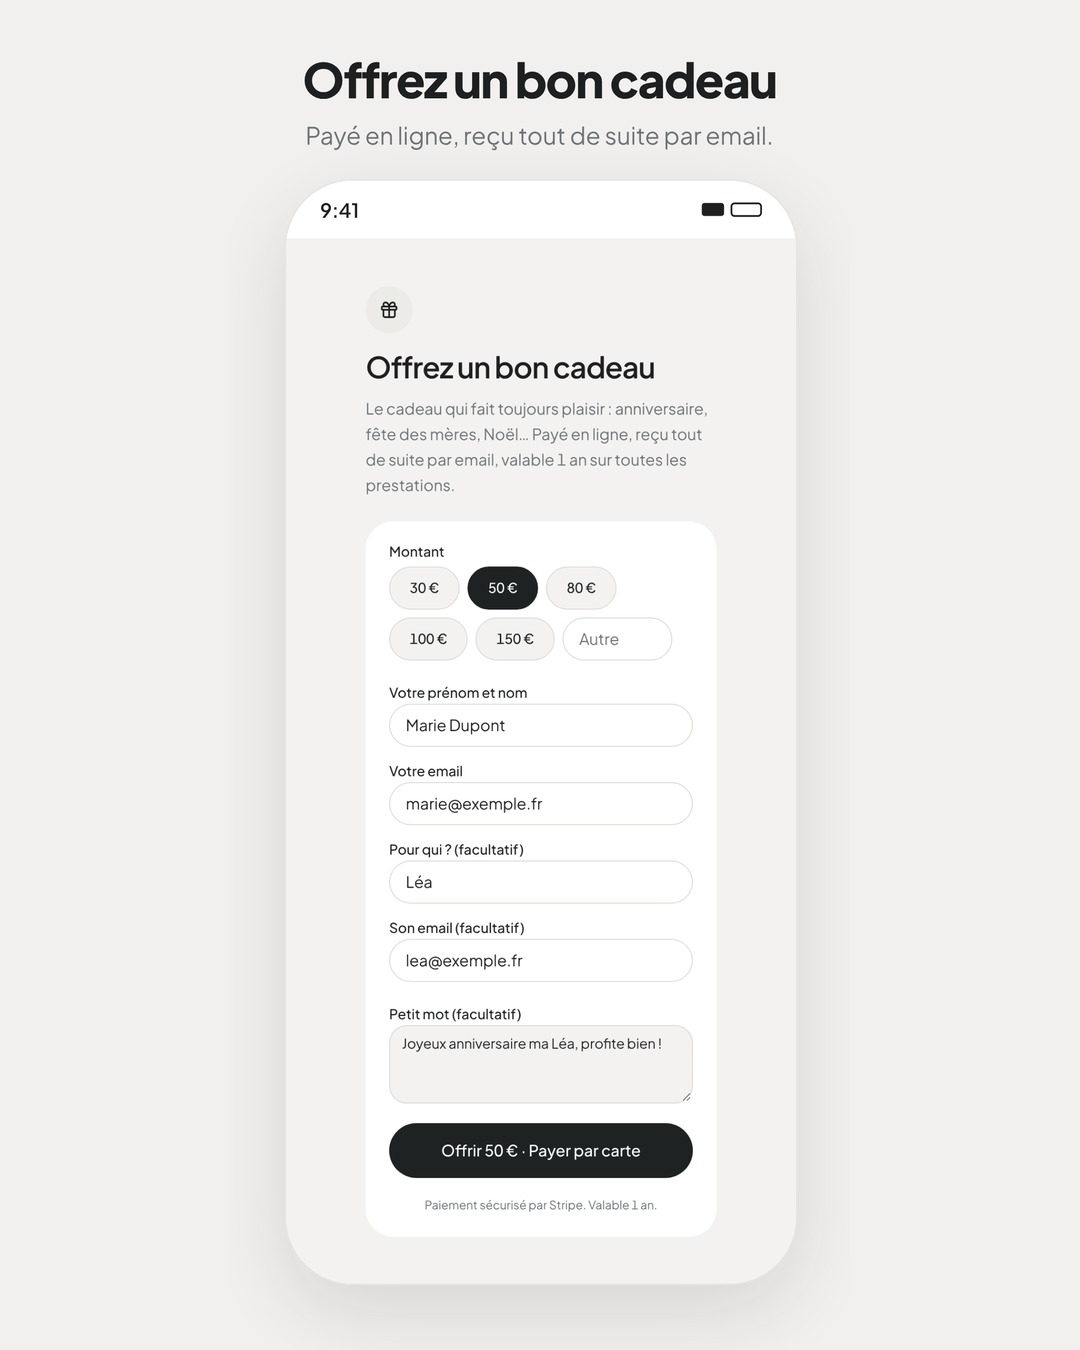 Offrez un bon cadeau
Payé en ligne, reçu tout de suite par email.
9:41
Offrez un bon cadeau
Le cadeau qui fait toujours plaisir : anniversaire,
fête des mères, Noël… Payé en ligne, reçu tout
de suite par email, valable 1 an sur toutes les
prestations.
Montant
30 € 50 € 80 €
100 € 150 € Autre
Votre prénom et nom
Marie Dupont
Votre email
marie@exemple.fr
Pour qui ? (facultatif)
Léa
Son email (facultatif)
lea@exemple.fr
Petit mot (facultatif)
Joyeux anniversaire ma Léa, profite bien !
Offrir 50 € · Payer par carte
Paiement sécurisé par Stripe. Valable 1 an.